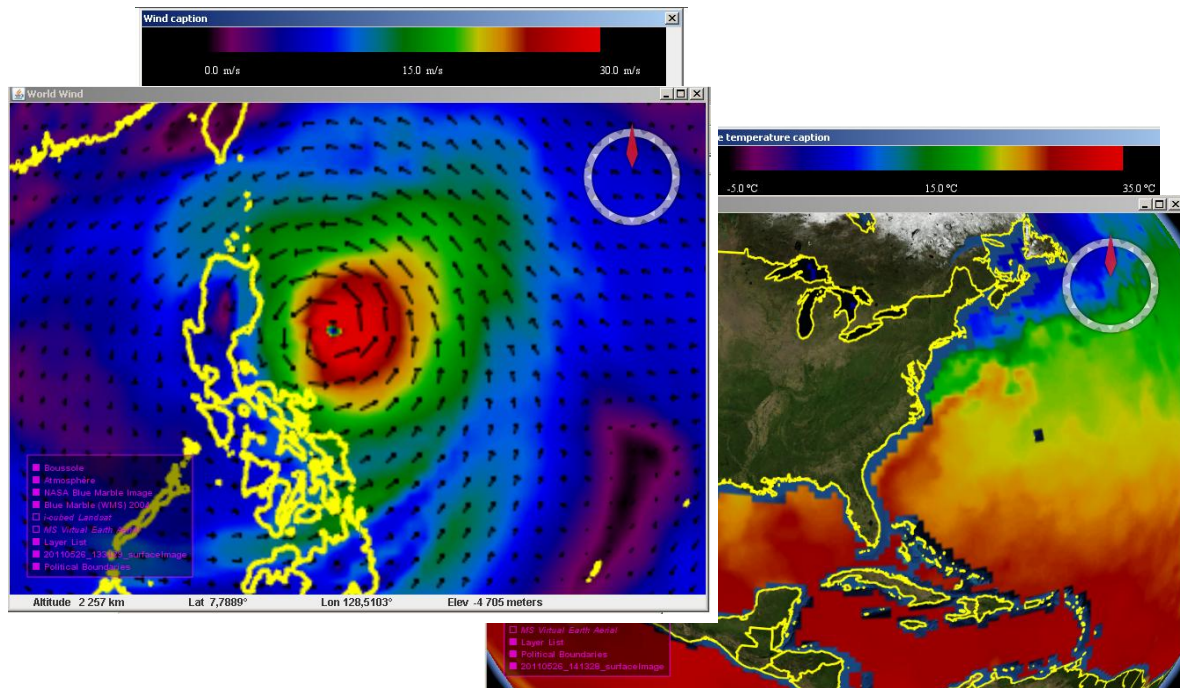 Wind caption
0.0 m/s 15.0 m/s 30.0 m/s
World Wind
Boussole
Atmosphère
NASA Blue Marble Image
Blue Marble (WMS) 2004
i-cubed Landsat
MS Virtual Earth Aerial
Layer List
surfaceImage
Political Boundaries
Altitude 2 257 km Lat 7,7889° Lon 128,5103° Elev -4 705 meters
e temperature caption
-5.0 °C 15.0 °C 35.0 °C
MS Virtual Earth Aerial
Layer List
Political Boundaries
20110526_141328_surfaceImage